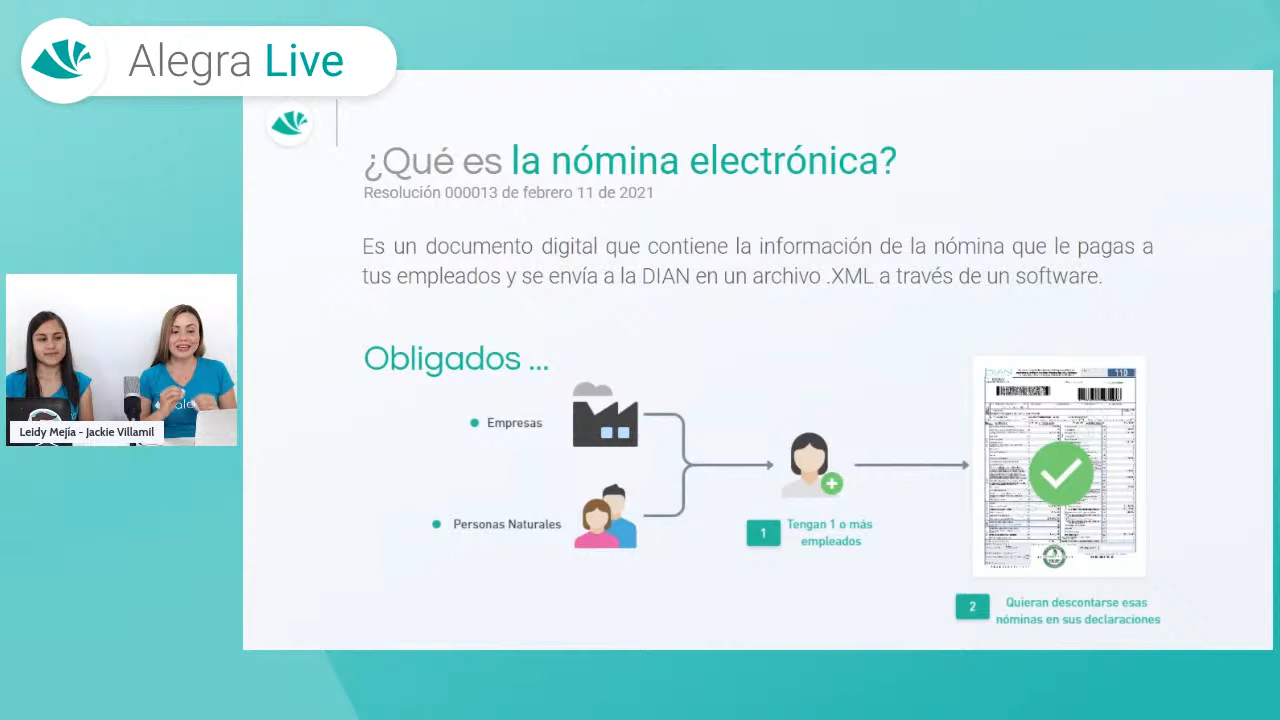 Alegra Live
¿Qué es la nómina electrónica?
Resolución 000013 de febrero 11 de 2021
Es un documento digital que contiene la información de la nómina que le pagas a
tus empleados y se envía a la DIAN en un archivo .XML a través de un software.
Obligados ...
Empresas
Personas Naturales
1
Tengan 1 o más
empleados
DIAN
110
2
Quieran descontarse esas
nóminas en sus declaraciones
ale
Leidy Mejía - Jackie Villamil